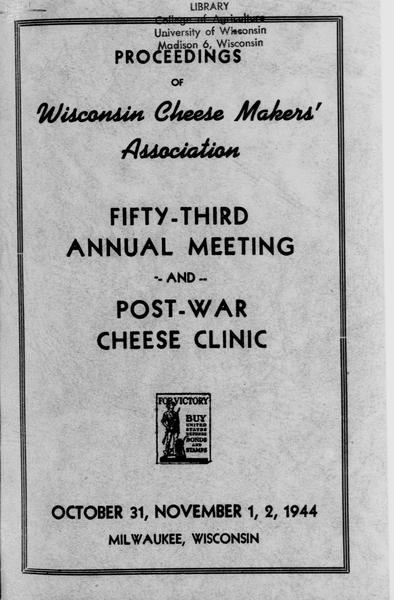 LIBRARY
College of Agriculture
University of Wisconsin
Madison 6, Wisconsin
PROCEEDINGS
OF
Wisconsin Cheese Makers'
Association
FIFTY-THIRD
ANNUAL MEETING
-- AND --
POST-WAR
CHEESE CLINIC
FOR VICTORY
BUY
UNITED
STATES
DEFENSE
BONDS
AND
STAMPS
OCTOBER 31, NOVEMBER 1, 2, 1944
MILWAUKEE, WISCONSIN